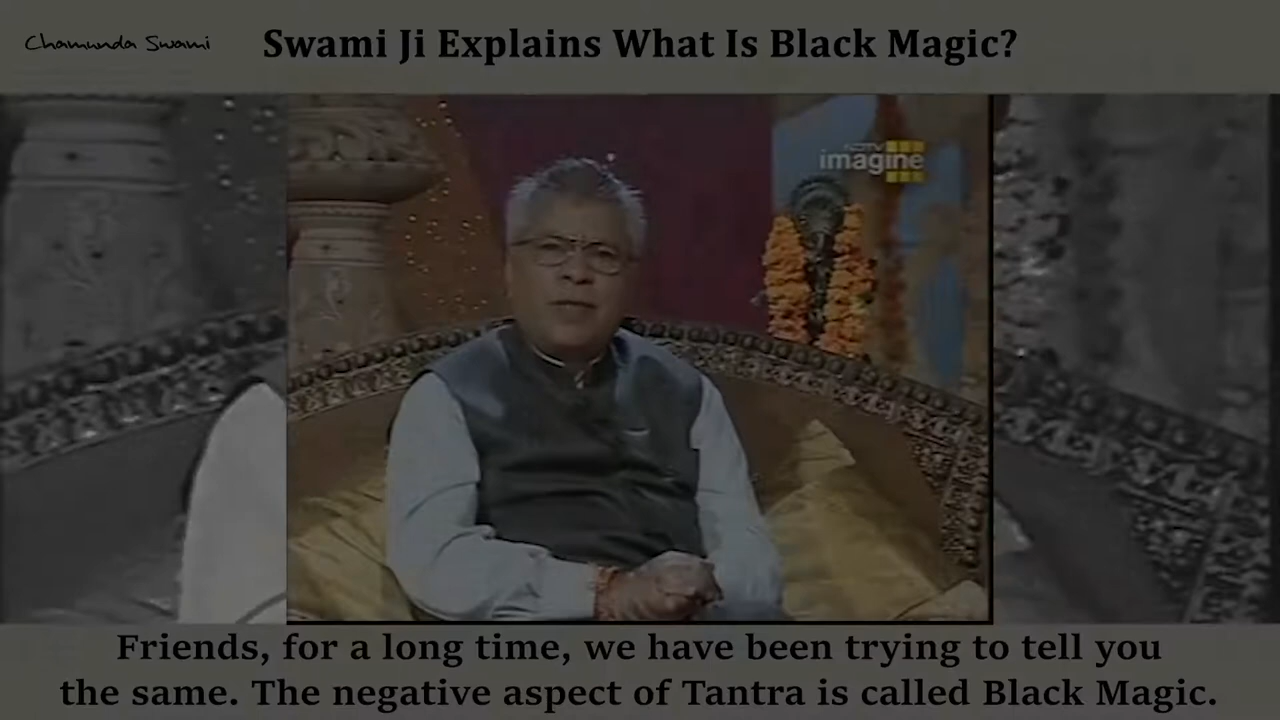 Chamunda Swami
Swami Ji Explains What Is Black Magic?
NDTV
imagine
Friends, for a long time, we have been trying to tell you
the same. The negative aspect of Tantra is called Black Magic.